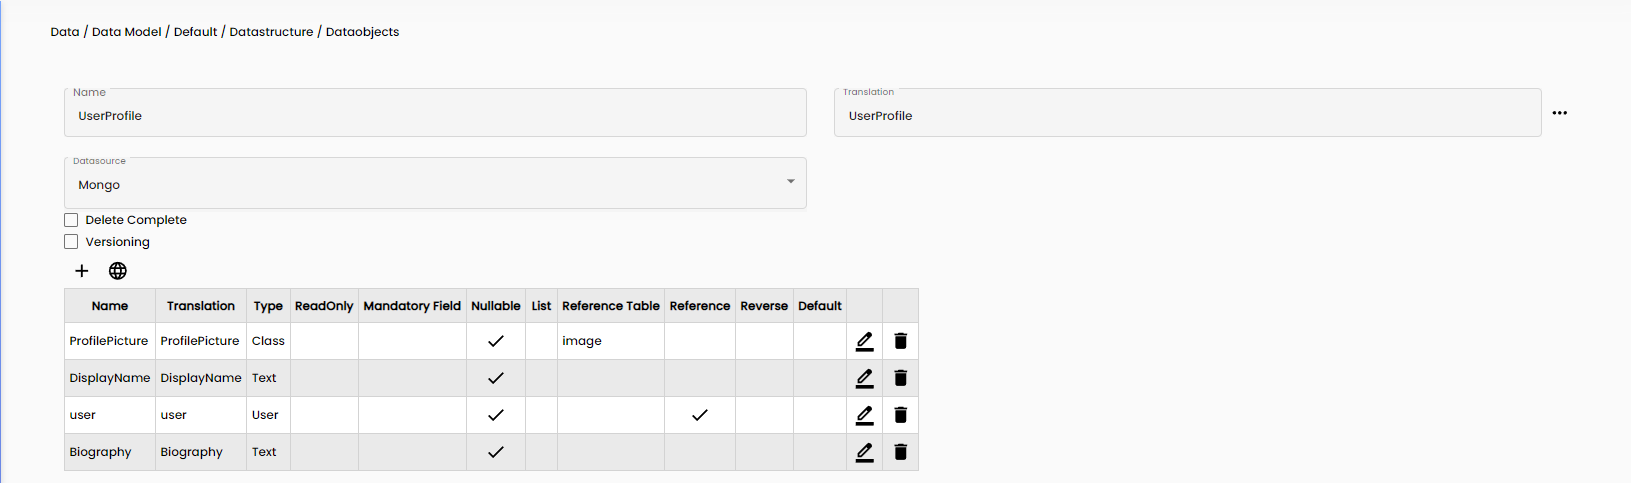 Data / Data Model / Default / Datastructure / Dataobjects
Name
UserProfile
Translation
UserProfile
Datasource
Mongo
Delete Complete
Versioning
Name Translation Type ReadOnly Mandatory Field Nullable List Reference Table Reference Reverse Default
ProfilePicture ProfilePicture Class image
DisplayName DisplayName Text
user user User
Biography Biography Text